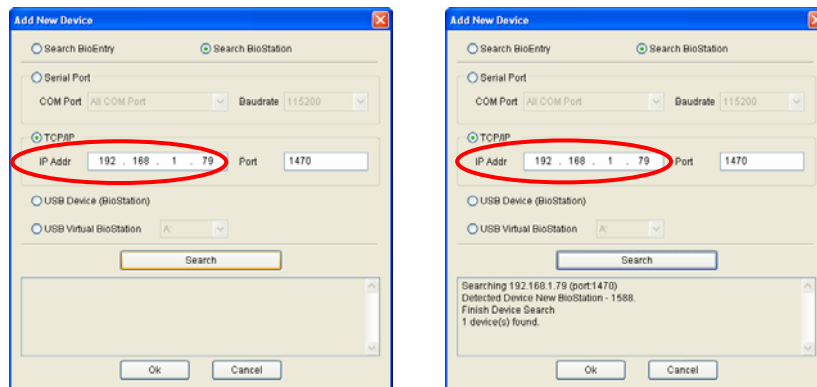 Add New Device
Search BioEntry Search BioStation
Serial Port
COM Port All COM Port Baudrate 115200
TCP/IP
IP Addr 192 . 168 . 1 . 79 Port 1470
USB Device (BioStation)
USB Virtual BioStation A:
Search
Ok Cancel
Add New Device
Search BioEntry Search BioStation
Serial Port
COM Port All COM Port Baudrate 115200
TCP/IP
IP Addr 192 . 168 . 1 . 79 Port 1470
USB Device (BioStation)
USB Virtual BioStation A:
Search
Searching 192.168.1.79 (port:1470)
Detected Device New BioStation - 1588.
Finish Device Search
1 device(s) found.
Ok Cancel